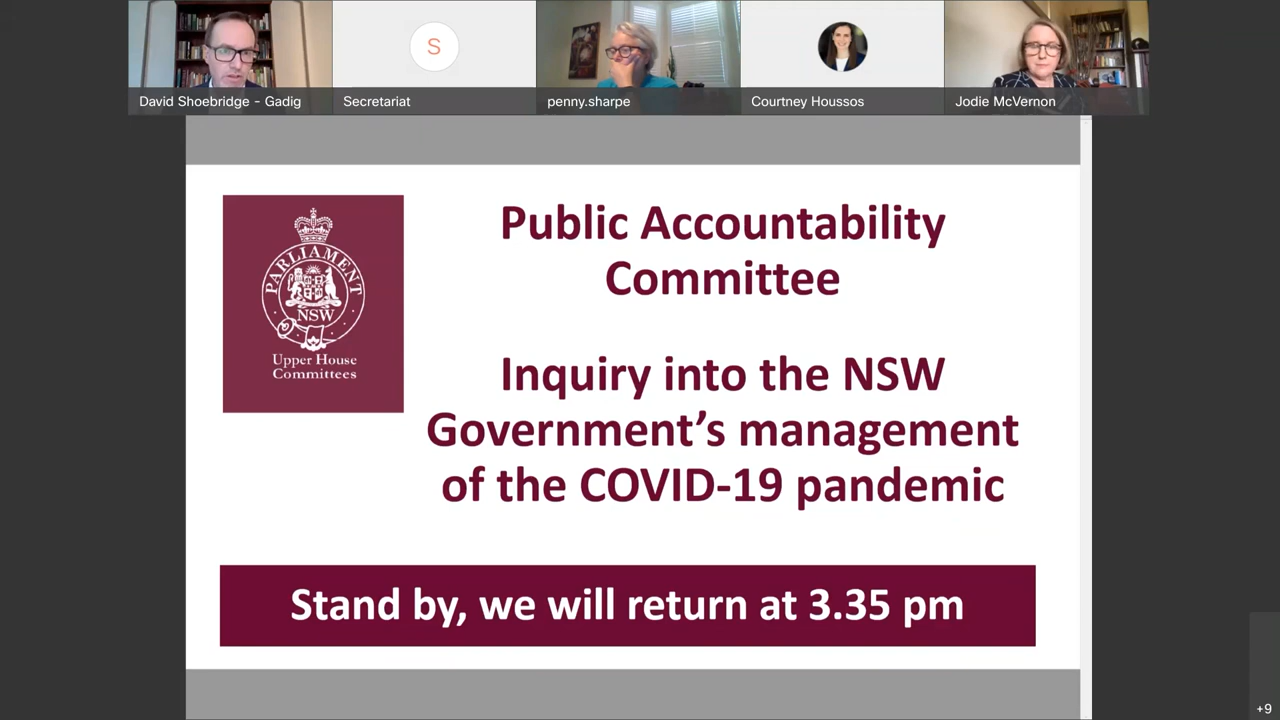 David Shoebridge - Gadig
S
Secretariat
penny.sharpe
Courtney Houssos
Jodie McVernon
PARLIAMENT
NSW
Upper House
Committees
Public Accountability
Committee
Inquiry into the NSW
Government’s management
of the COVID-19 pandemic
Stand by, we will return at 3.35 pm
+9